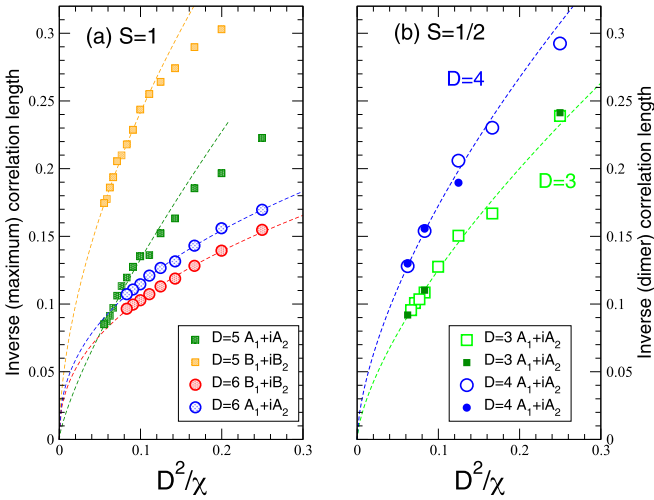 (a) S=1
Inverse (maximum) correlation length
0.3
0.25
0.2
0.15
0.1
0.05
0
D=5 A₁+iA₂
D=5 B₁+iB₂
D=6 B₁+iB₂
D=6 A₁+iA₂
0 0.1 0.2 0.3
D²/χ
(b) S=1/2
D=4
D=3
0.3
0.25
0.2
0.15
0.1
0.05
0
Inverse (dimer) correlation length
D=3 A₁+iA₂
D=3 A₁+iA₂
D=4 A₁+iA₂
D=4 A₁+iA₂
0 0.1 0.2 0.3
D²/χ